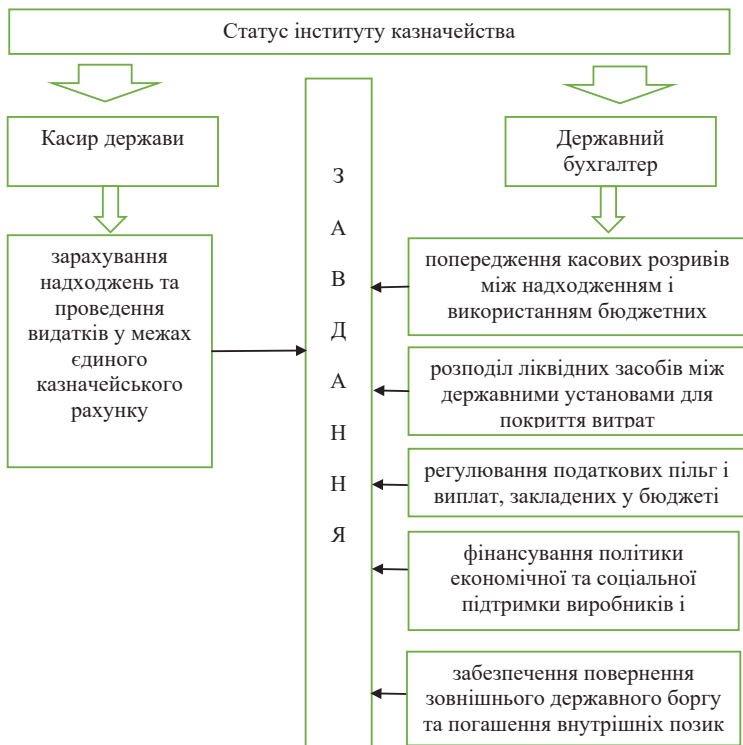 Статус інституту казначейства
Касир держави
Державний
бухгалтер
З
А
В
Д
А
Н
Н
Я
зарахування
надходжень та
проведення
видатків у межах
єдиного
казначейського
рахунку
попередження касових розривів
між надходженням і
використанням бюджетних
розподіл ліквідних засобів між
державними установами для
покриття витрат
регулювання податкових пільг і
виплат, закладених у бюджеті
фінансування політики
економічної та соціальної
підтримки виробників і
забезпечення повернення
зовнішнього державного боргу
та погашення внутрішніх позик